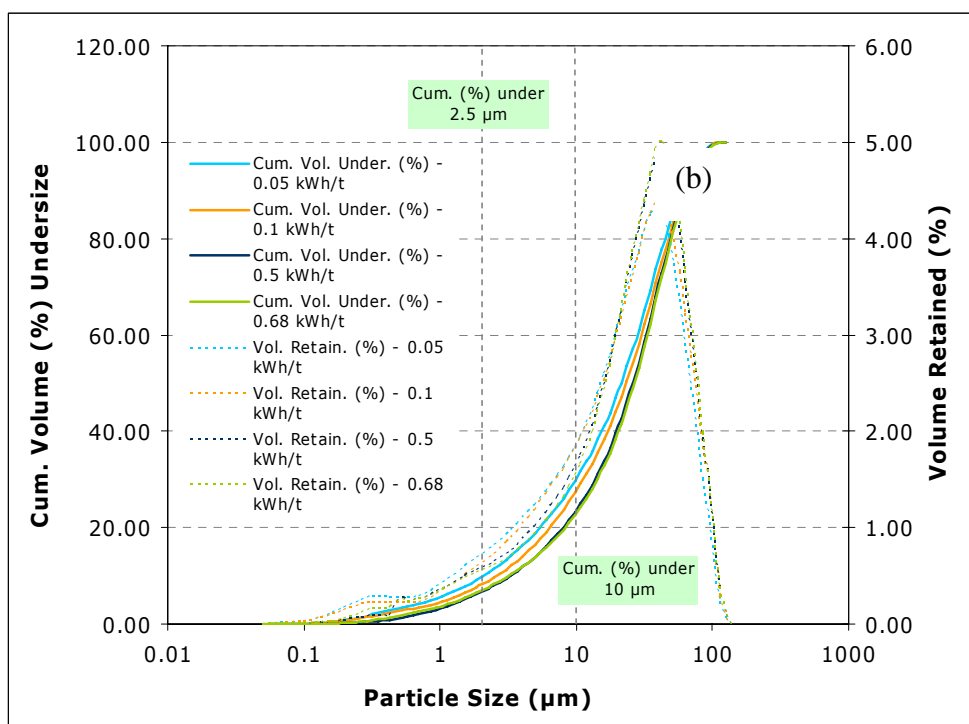 120.00
100.00
80.00
60.00
40.00
20.00
0.00
Cum. Volume (%) Undersize
6.00
5.00
4.00
3.00
2.00
1.00
0.00
Volume Retained (%)
Cum. (%) under
2.5 µm
(b)
Cum. Vol. Under. (%) -
0.05 kWh/t
Cum. Vol. Under. (%) -
0.1 kWh/t
Cum. Vol. Under. (%) -
0.5 kWh/t
Cum. Vol. Under. (%) -
0.68 kWh/t
Vol. Retain. (%) - 0.05
kWh/t
Vol. Retain. (%) - 0.1
kWh/t
Vol. Retain. (%) - 0.5
kWh/t
Vol. Retain. (%) - 0.68
kWh/t
Cum. (%) under
10 µm
0.01 0.1 1 10 100 1000
Particle Size (µm)